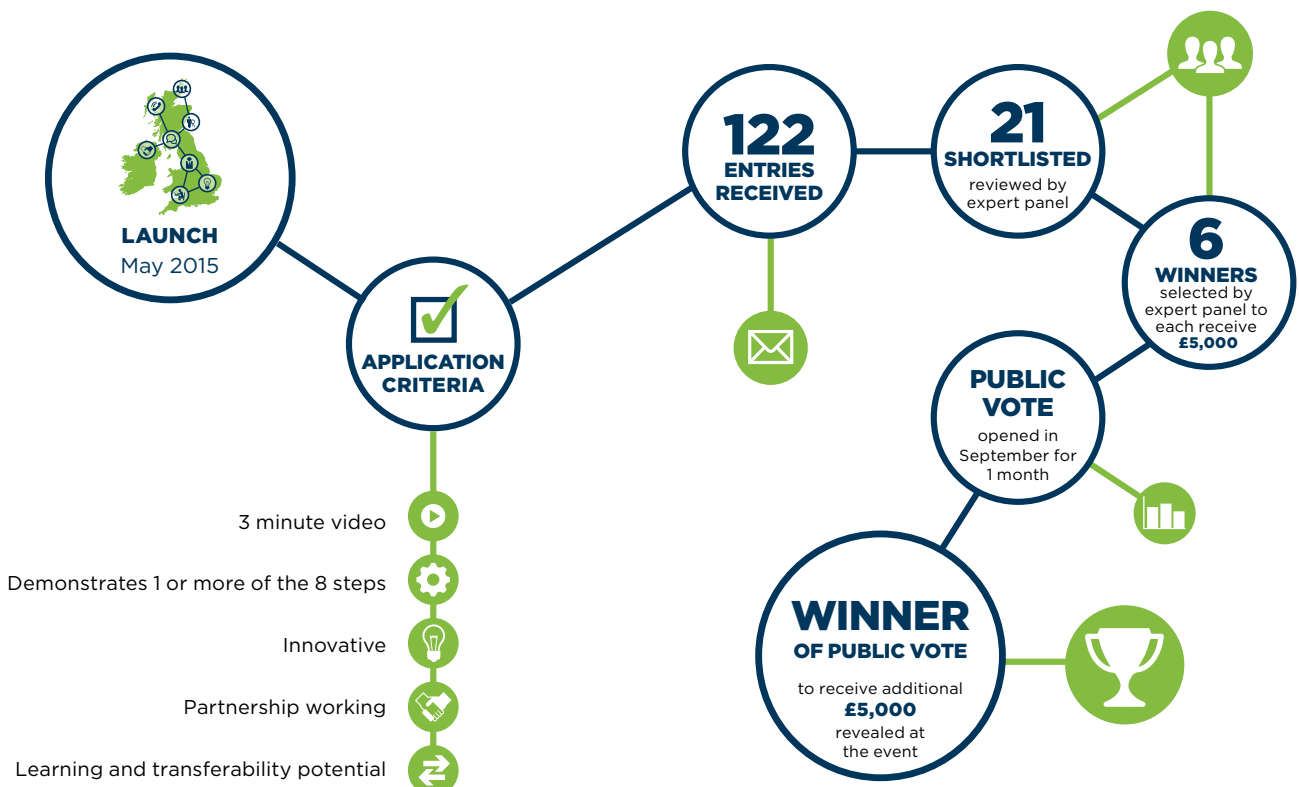 LAUNCH
May 2015
APPLICATION
CRITERIA
3 minute video
Demonstrates 1 or more of the 8 steps
Innovative
Partnership working
Learning and transferability potential
122
ENTRIES
RECEIVED
21
SHORTLISTED
reviewed by
expert panel
6
WINNERS
selected by
expert panel to
each receive
£5,000
PUBLIC
VOTE
opened in
September for
1 month
WINNER
OF PUBLIC VOTE
to receive additional
£5,000
revealed at
the event